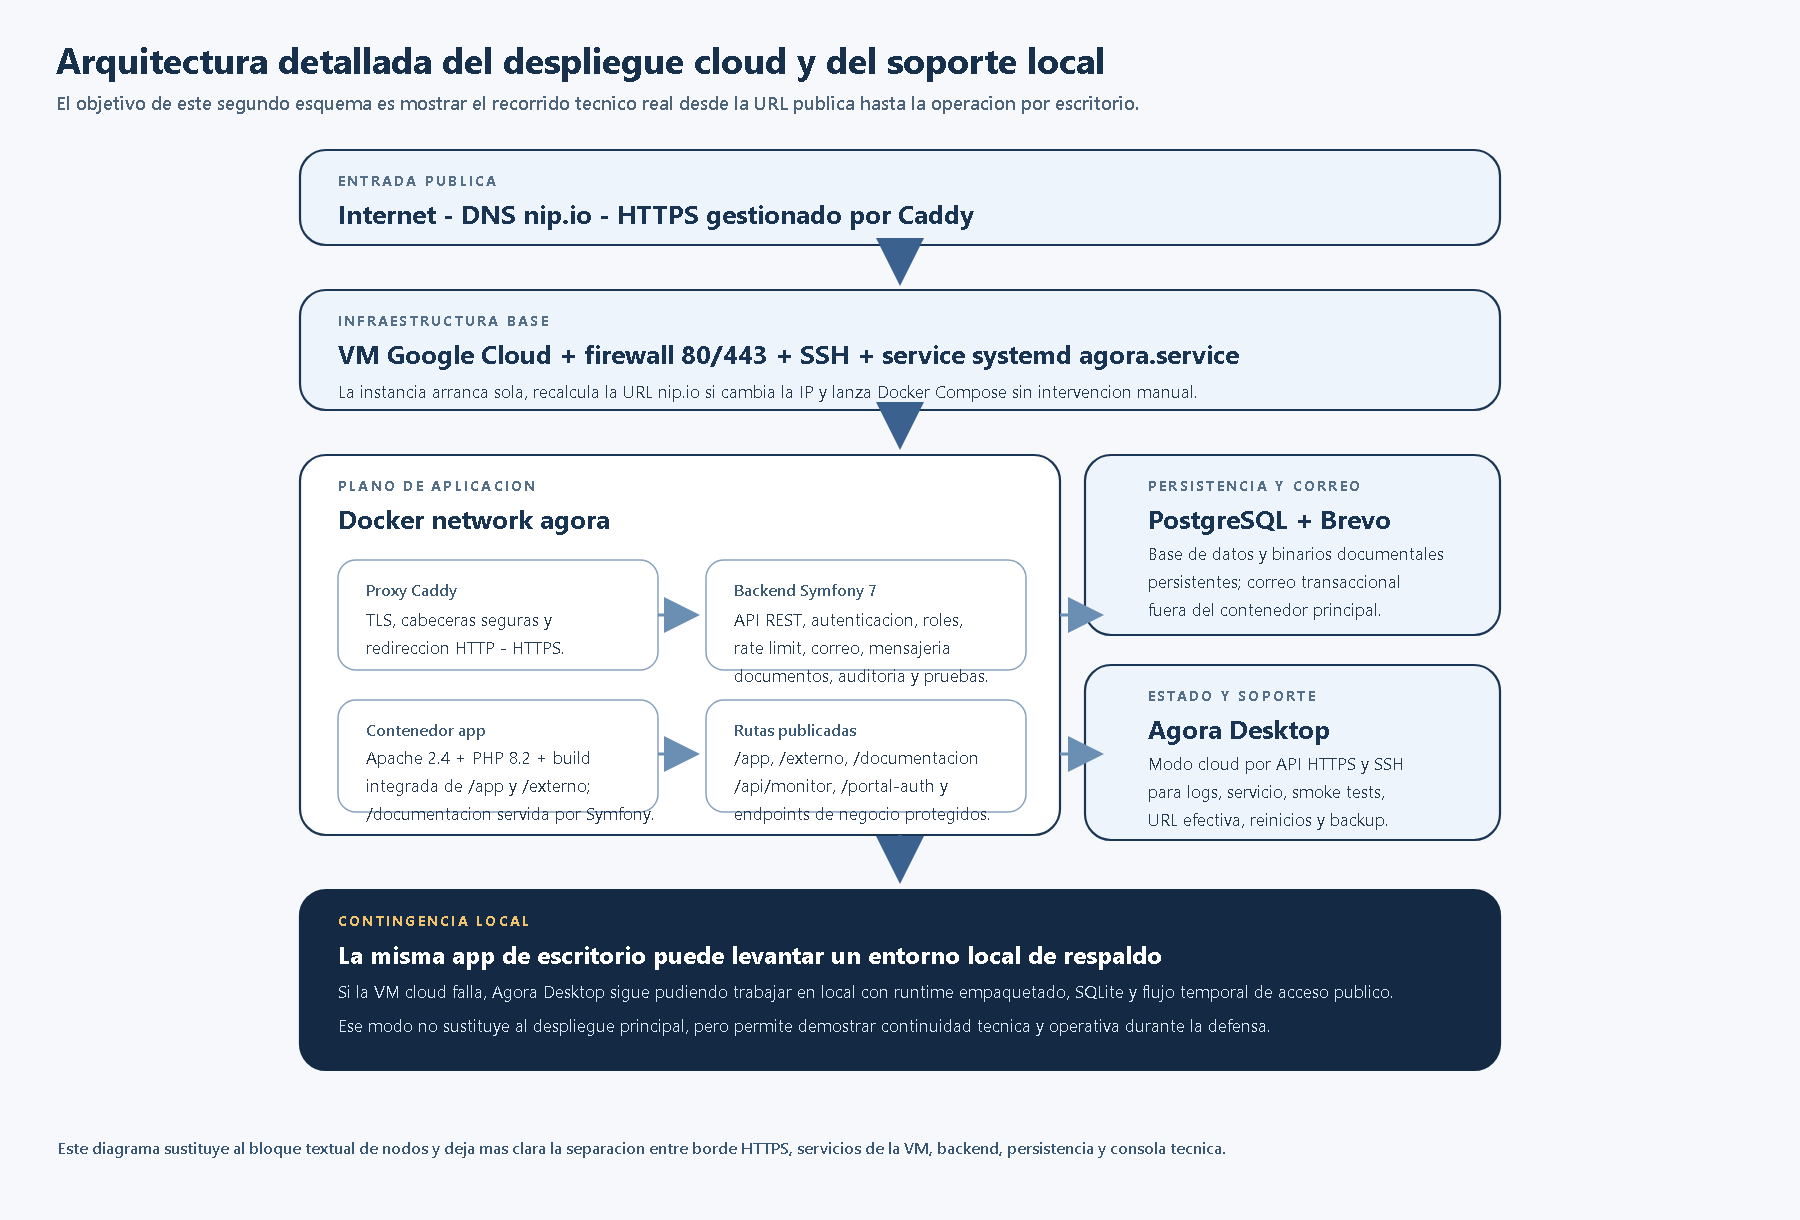 Arquitectura detallada del despliegue cloud y del soporte local
El objetivo de este segundo esquema es mostrar el recorrido tecnico real desde la URL publica hasta la operacion por escritorio.
ENTRADA PUBLICA
Internet - DNS nip.io - HTTPS gestionado por Caddy
INFRAESTRUCTURA BASE
VM Google Cloud + firewall 80/443 + SSH + service systemd agora.service
La instancia arranca sola, recalcula la URL nip.io si cambia la IP y lanza Docker Compose sin intervencion manual.
PLANO DE APLICACION
Docker network agora
Proxy Caddy
TLS, cabeceras seguras y
redireccion HTTP - HTTPS.
Backend Symfony 7
API REST, autenticacion, roles,
rate limit, correo, mensajeria
documentos, auditoria y pruebas.
Contenedor app
Apache 2.4 + PHP 8.2 + build
integrada de /app y /externo;
/documentacion servida por Symfony.
Rutas publicadas
/app, /externo, /documentacion
/api/monitor, /portal-auth y
endpoints de negocio protegidos.
PERSISTENCIA Y CORREO
PostgreSQL + Brevo
Base de datos y binarios documentales
persistentes; correo transaccional
fuera del contenedor principal.
ESTADO Y SOPORTE
Agora Desktop
Modo cloud por API HTTPS y SSH
para logs, servicio, smoke tests,
URL efectiva, reinicios y backup.
CONTINGENCIA LOCAL
La misma app de escritorio puede levantar un entorno local de respaldo
Si la VM cloud falla, Agora Desktop sigue pudiendo trabajar en local con runtime empaquetado, SQLite y flujo temporal de acceso publico.
Ese modo no sustituye al despliegue principal, pero permite demostrar continuidad tecnica y operativa durante la defensa.
Este diagrama sustituye al bloque textual de nodos y deja mas clara la separacion entre borde HTTPS, servicios de la VM, backend, persistencia y consola tecnica.